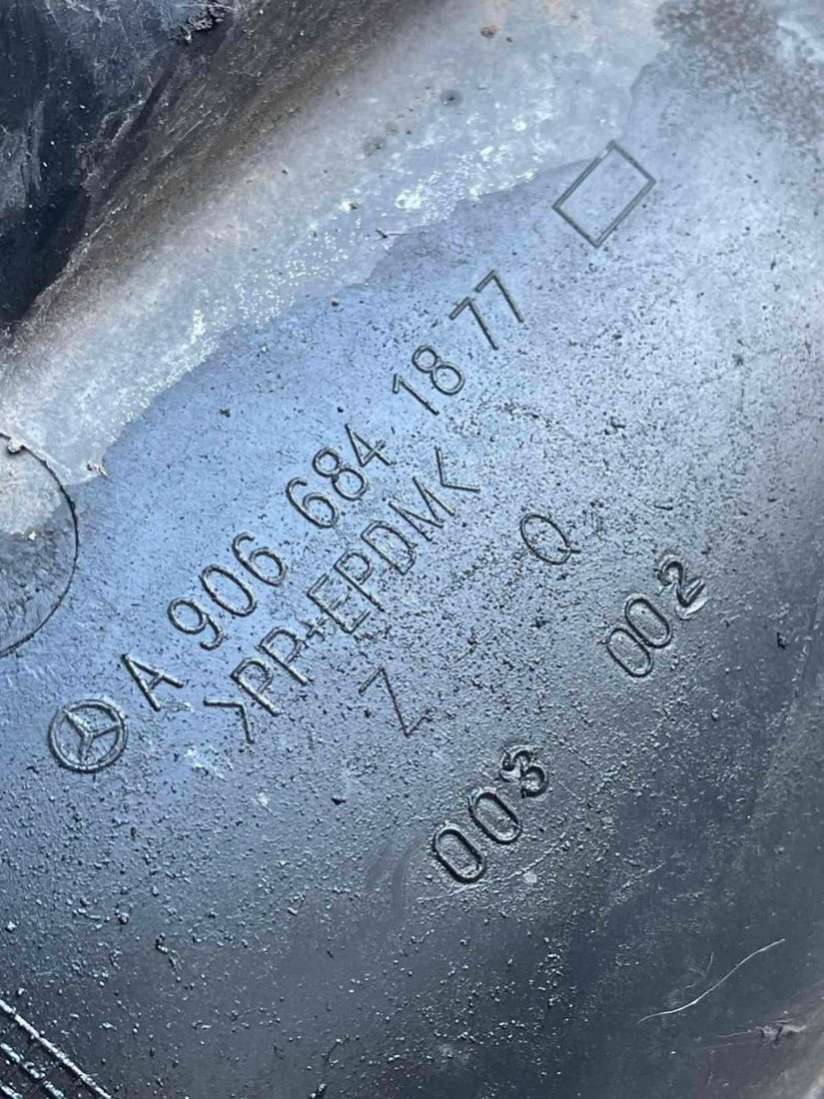 A 906 684 18 77
>PP+EPDM<
Z Q
003 002